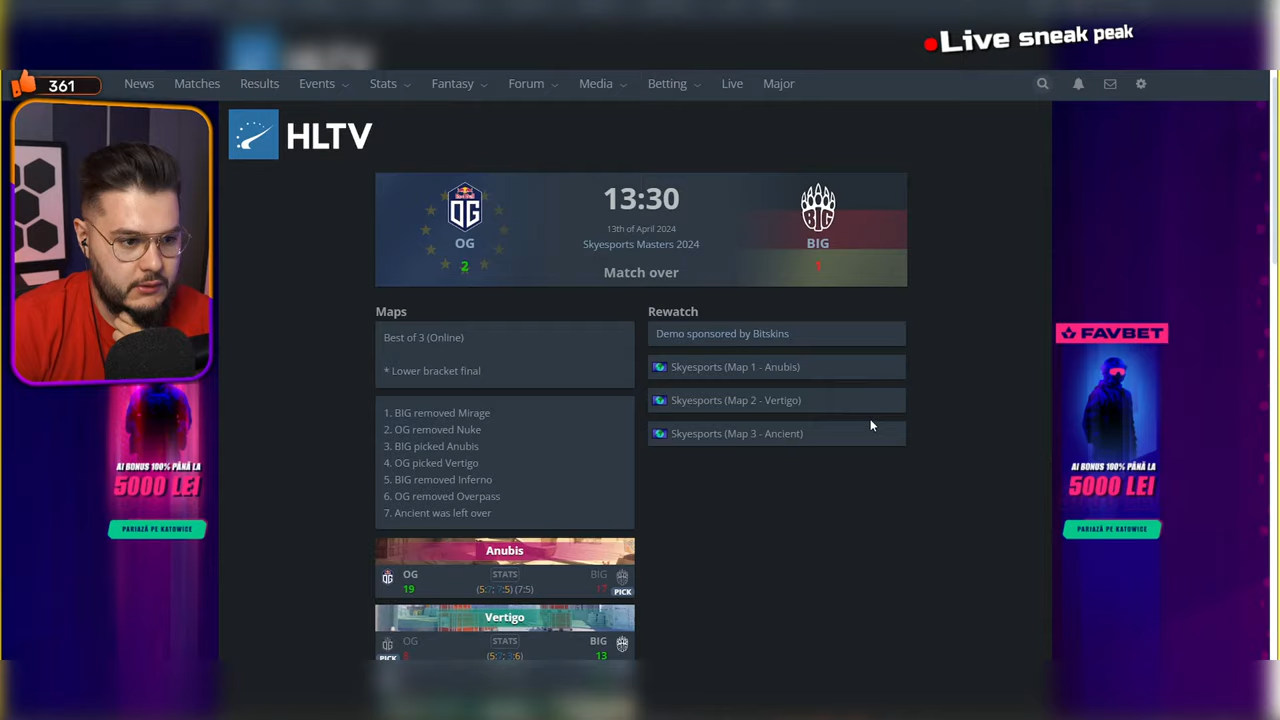 Live sneak peak
361
News Matches Results Events Stats Fantasy Forum Media Betting Live Major
HLTV
OG
13:30
BIG
13th of April 2024
OG
Skyesports Masters 2024
BIG
2
Match over
1
Maps
Best of 3 (Online)
* Lower bracket final
1. BIG removed Mirage
2. OG removed Nuke
3. BIG picked Anubis
4. OG picked Vertigo
5. BIG removed Inferno
6. OG removed Overpass
7. Ancient was left over
Anubis
OG STATS BIG
19 17
PICK
Vertigo
OG STATS BIG
PICK
13
Rewatch
Demo sponsored by Bitskins
Skyesports (Map 1 - Anubis)
Skyesports (Map 2 - Vertigo)
Skyesports (Map 3 - Ancient)
AI BONUS 100% PÂNĂ LA
5000 LEI
PARIAZĂ PE KATOWICE
FAVBET
AI BONUS 100% PÂNĂ LA
5000 LEI
PARIAZĂ PE KATOWICE